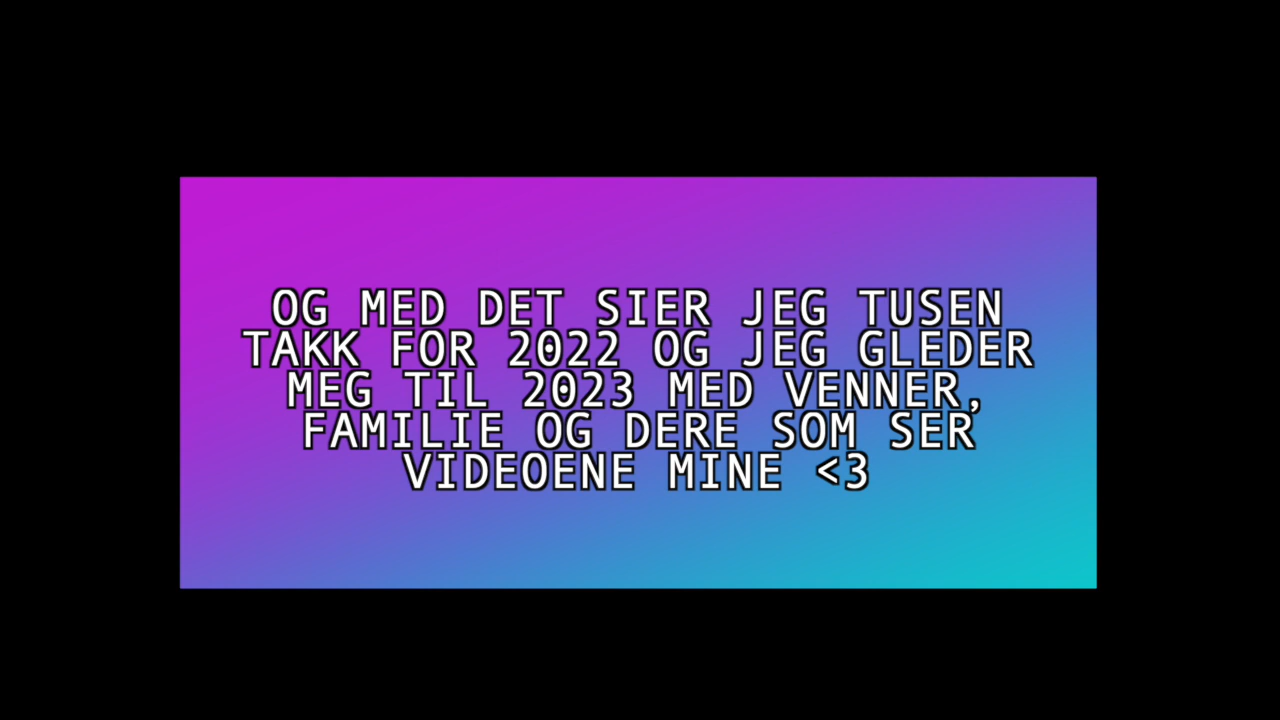 OG MED DET SIER JEG TUSEN
TAKK FOR 2022 OG JEG GLEDER
MEG TIL 2023 MED VENNER,
FAMILIE OG DERE SOM SER
VIDEOENE MINE <3